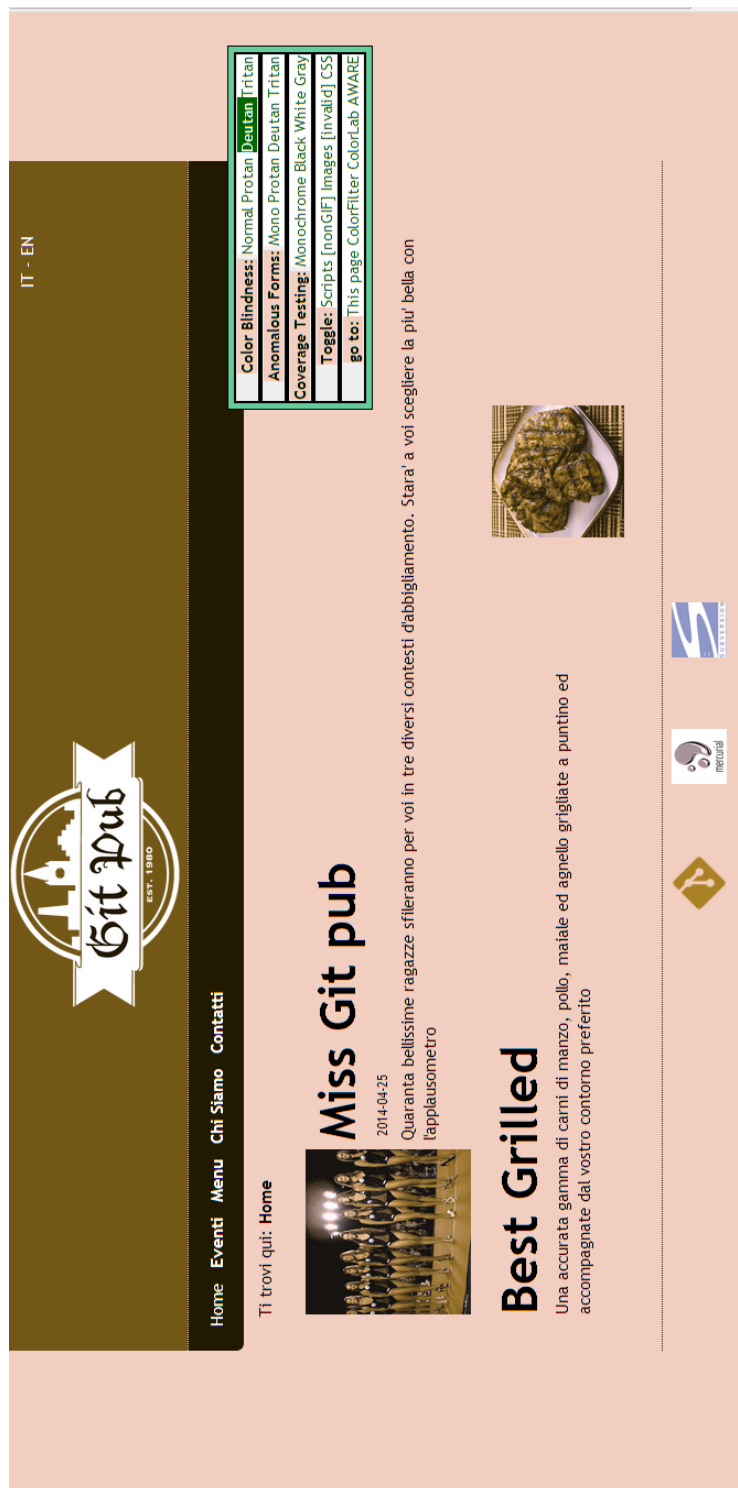 IT - EN
Git Pub
EST. 1980
Home Eventi Menu Chi Siamo Contatti
Color Blindness: Normal Protan Deutan Tritan
Anomalous Forms: Mono Protan Deutan Tritan
Coverage Testing: Monochrome Black White Gray
Toggle: Scripts [nonGIF] Images [invalid] CSS
go to: This page ColorFilter ColorLab AWARE
Ti trovi qui: Home
Miss Git pub
2014-04-25
Quaranta bellissime ragazze sfileranno per voi in tre diversi contesti d'abbigliamento. Stara' a voi scegliere la piu' bella con
l'applausometro
Best Grilled
Una accurata gamma di carni di manzo, pollo, maiale ed agnello grigliate a puntino ed
accompagnate dal vostro contorno preferito
mercurial
SUBVERSION